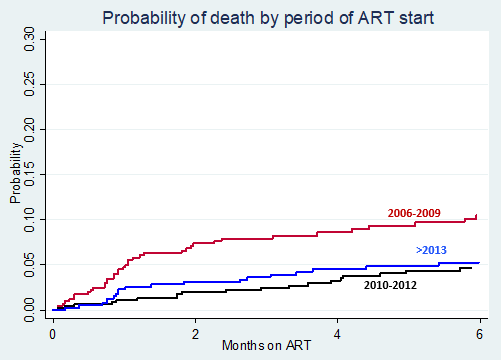 Probability of death by period of ART start
0.30
0.25
0.20
0.15
0.10
0.05
0.00
Probability
2006-2009
>2013
2010-2012
0 2 4 6
Months on ART